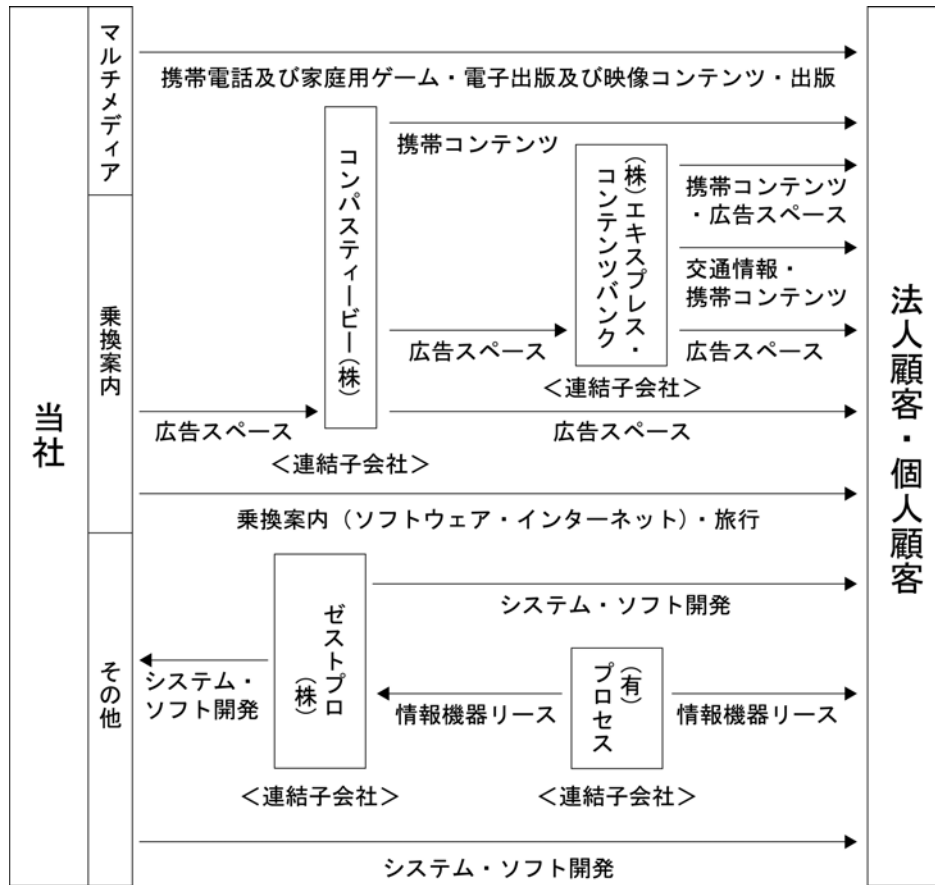 当社
マルチメディア
携帯電話及び家庭用ゲーム・電子出版及び映像コンテンツ・出版
コンパスティービー(株)
＜連結子会社＞
携帯コンテンツ
(株)エキスプレス・
コンテンツバンク
＜連結子会社＞
携帯コンテンツ
・広告スペース
交通情報・
携帯コンテンツ
広告スペース
広告スペース
乗換案内
広告スペース
広告スペース
乗換案内（ソフトウェア・インターネット）・旅行
その他
ゼストプロ
(株)
＜連結子会社＞
システム・ソフト開発
システム・
ソフト開発
情報機器リース
(有)
プロセス
＜連結子会社＞
情報機器リース
システム・ソフト開発
法人顧客・個人顧客